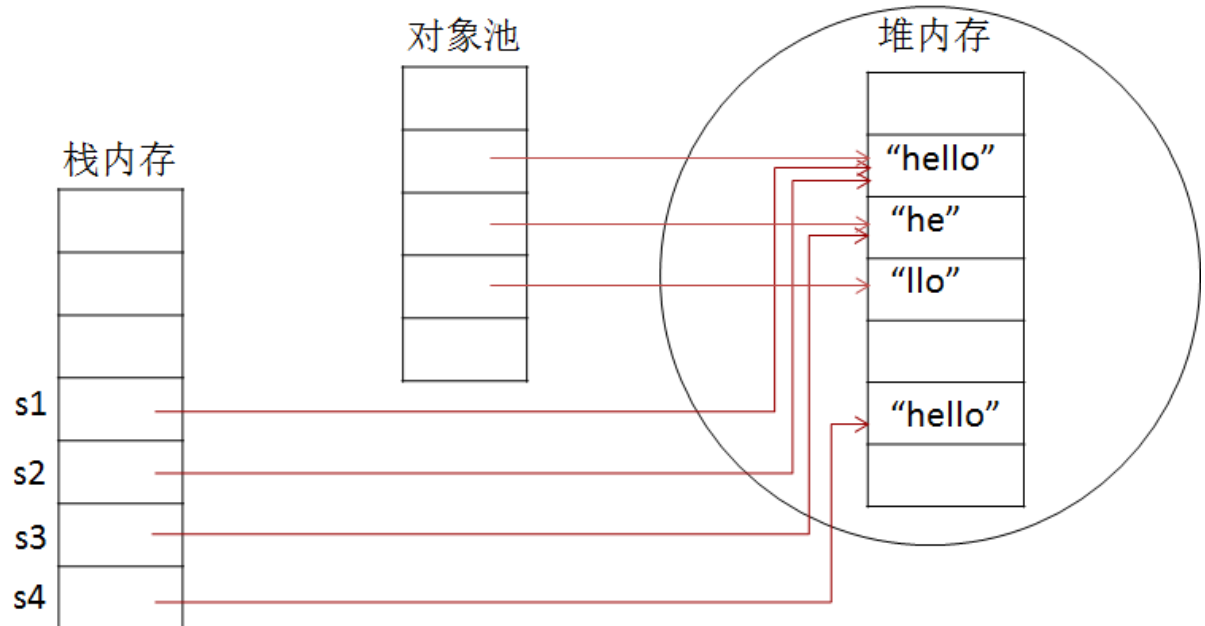 对象池
堆内存
栈内存
“hello”
“he”
“llo”
s1
“hello”
s2
s3
s4